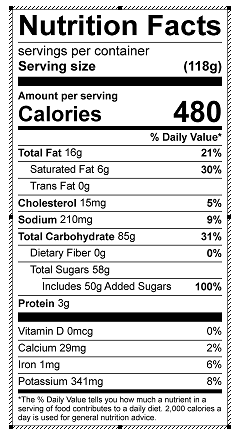 Nutrition Facts
servings per container
Serving size (118g)
Amount per serving
Calories 480
% Daily Value*
Total Fat 16g 21%
Saturated Fat 6g 30%
Trans Fat 0g
Cholesterol 15mg 5%
Sodium 210mg 9%
Total Carbohydrate 85g 31%
Dietary Fiber 0g 0%
Total Sugars 58g
Includes 50g Added Sugars 100%
Protein 3g
Vitamin D 0mcg 0%
Calcium 29mg 2%
Iron 1mg 6%
Potassium 341mg 8%
*The % Daily Value tells you how much a nutrient in a
serving of food contributes to a daily diet. 2,000 calories a
day is used for general nutrition advice.